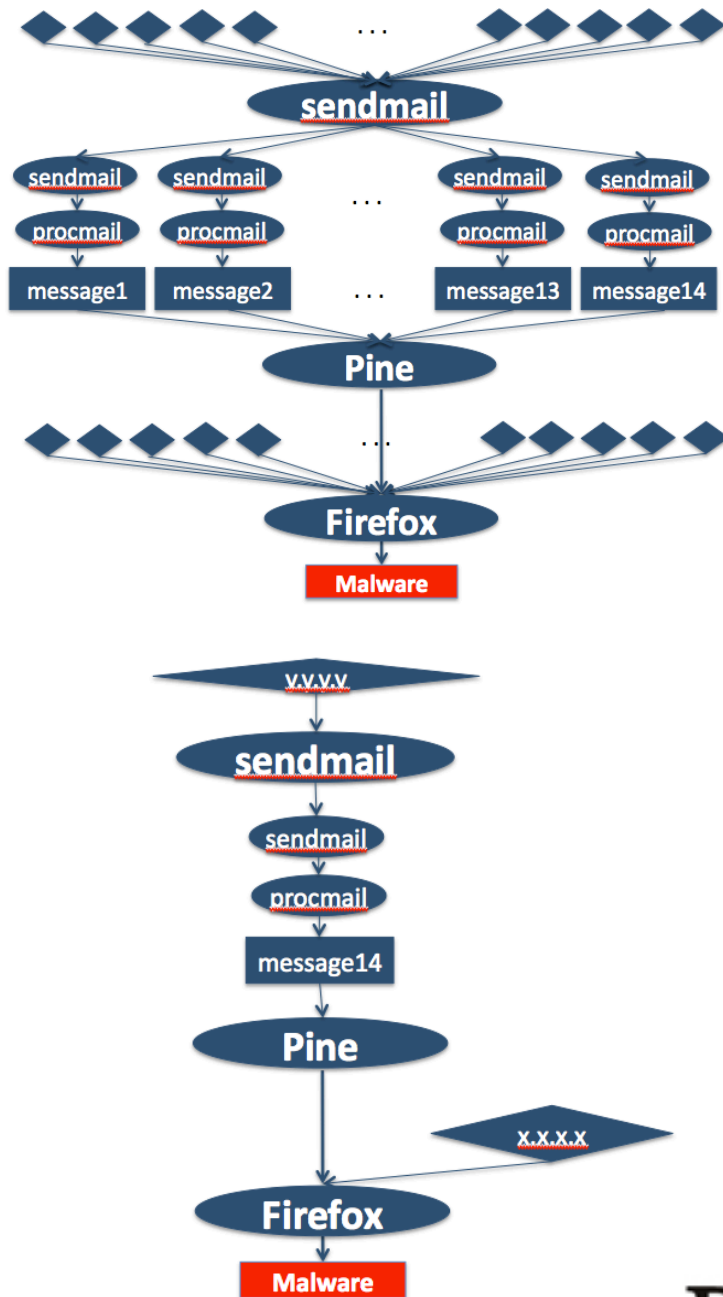 . . .
sendmail
sendmail sendmail sendmail sendmail
. . .
procmail procmail procmail procmail
message1 message2 . . . message13 message14
Pine
. . .
Firefox
Malware
y.y.y.y
sendmail
sendmail
procmail
message14
Pine
x.x.x.x
Firefox
Malware